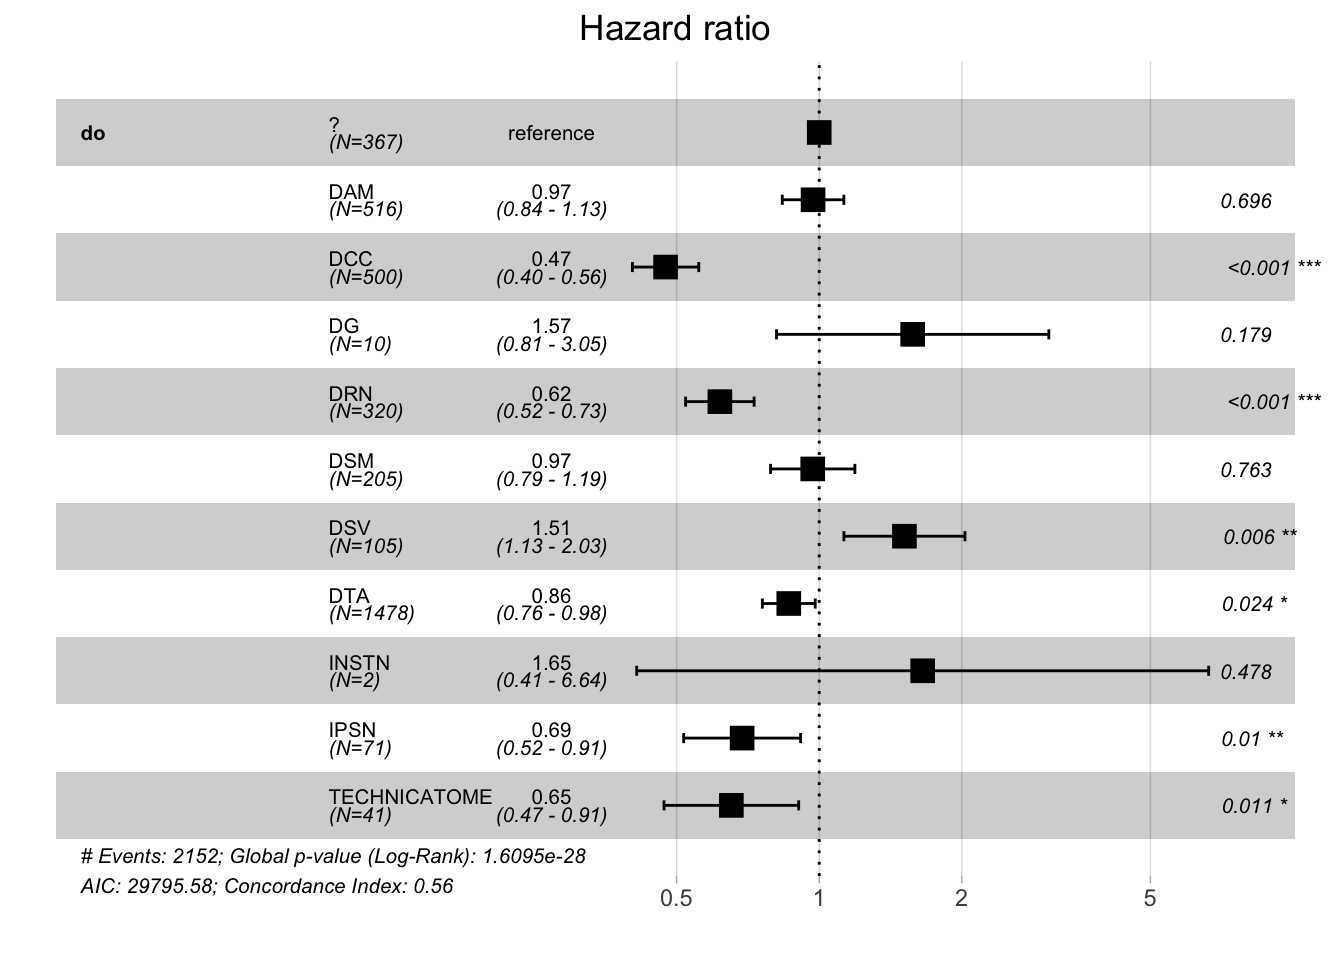 Hazard ratio
do ? reference
(N=367)
DAM 0.97
(N=516) (0.84 - 1.13) 0.696
DCC 0.47
(N=500) (0.40 - 0.56) <0.001 ***
DG 1.57
(N=10) (0.81 - 3.05) 0.179
DRN 0.62
(N=320) (0.52 - 0.73) <0.001 ***
DSM 0.97
(N=205) (0.79 - 1.19) 0.763
DSV 1.51
(N=105) (1.13 - 2.03) 0.006 **
DTA 0.86
(N=1478) (0.76 - 0.98) 0.024 *
INSTN 1.65
(N=2) (0.41 - 6.64) 0.478
IPSN 0.69
(N=71) (0.52 - 0.91) 0.01 **
TECHNICATOME 0.65
(N=41) (0.47 - 0.91) 0.011 *
# Events: 2152; Global p-value (Log-Rank): 1.6095e-28
AIC: 29795.58; Concordance Index: 0.56
0.5 1 2 5